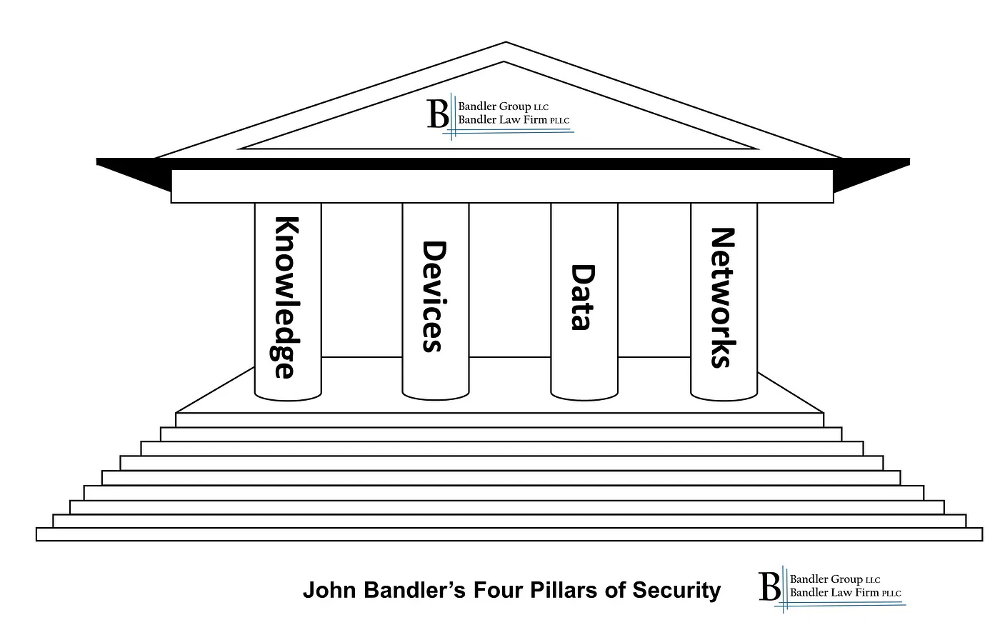 B
Bandler Group LLC
Bandler Law Firm PLLC
Knowledge
Devices
Data
Networks
John Bandler’s Four Pillars of Security
B
Bandler Group LLC
Bandler Law Firm PLLC